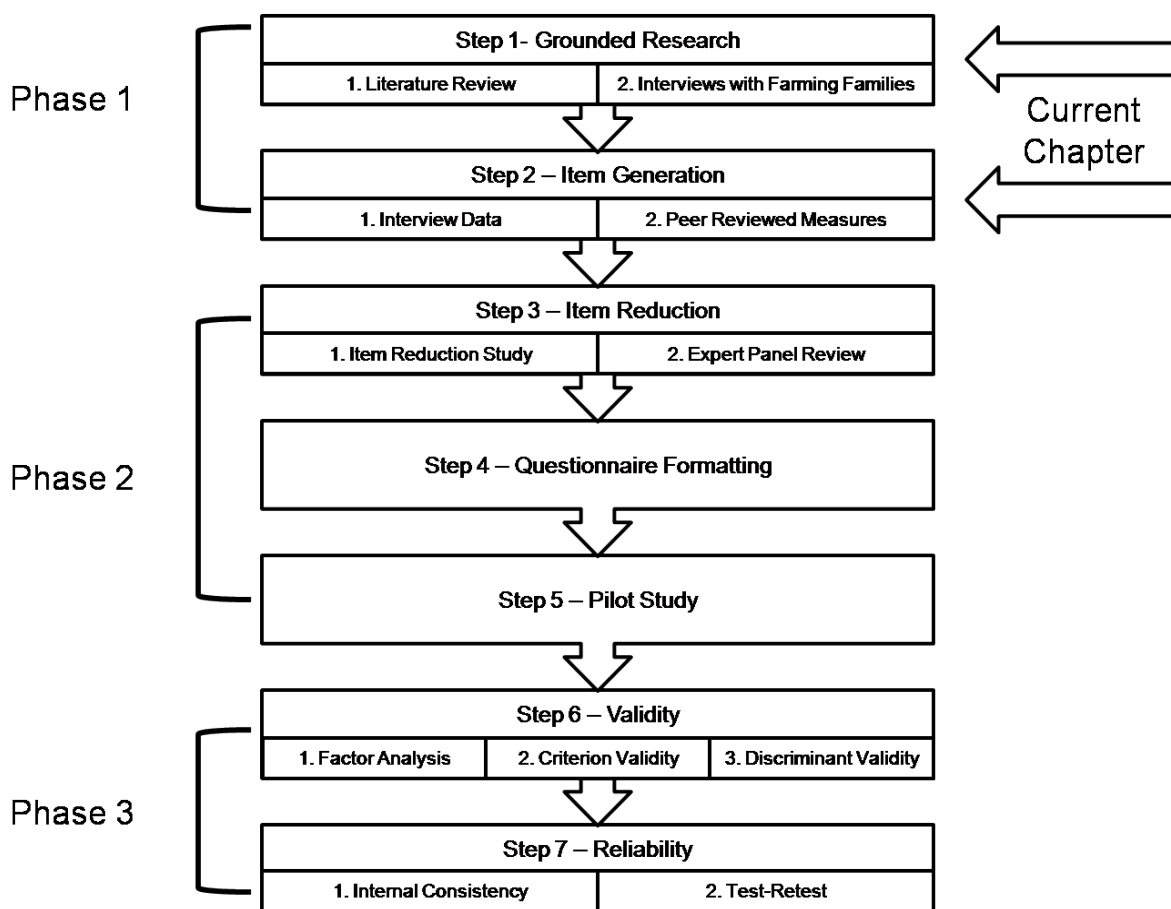 Step 1- Grounded Research
1. Literature Review
2. Interviews with Farming Families
Phase 1
Current
Chapter
Step 2 – Item Generation
1. Interview Data
2. Peer Reviewed Measures
Step 3 – Item Reduction
1. Item Reduction Study
2. Expert Panel Review
Phase 2
Step 4 – Questionnaire Formatting
Step 5 – Pilot Study
Step 6 – Validity
1. Factor Analysis
2. Criterion Validity
3. Discriminant Validity
Phase 3
Step 7 – Reliability
1. Internal Consistency
2. Test-Retest